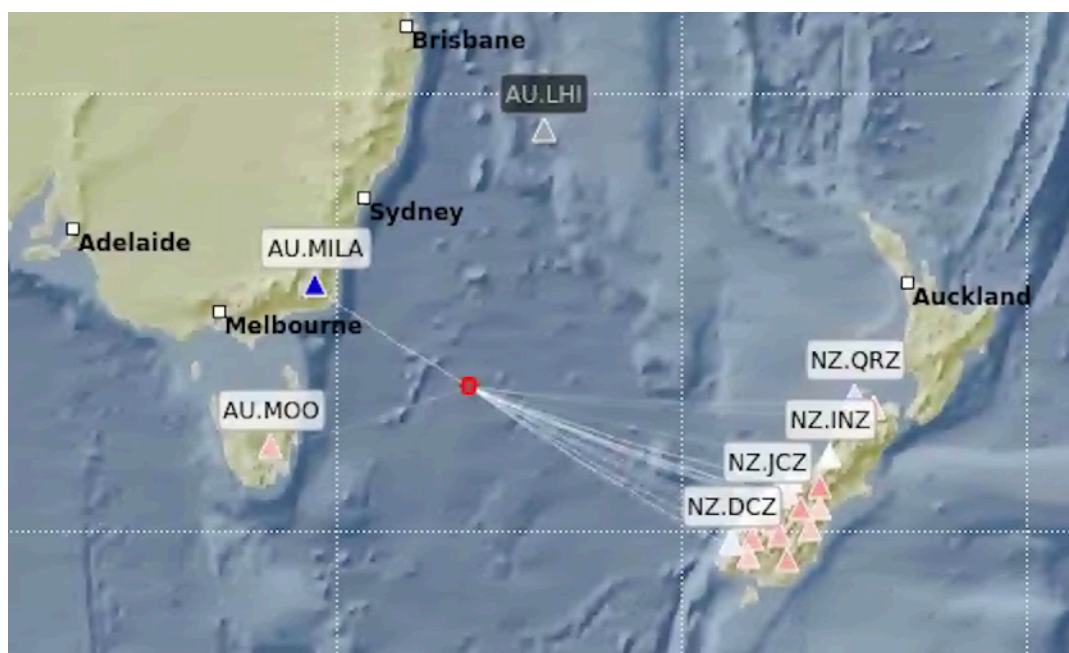 Brisbane
AU.LHI
Sydney
Adelaide
AU.MILA
Auckland
Melbourne
NZ.QRZ
AU.MOO
NZ.INZ
NZ.JCZ
NZ.DCZ